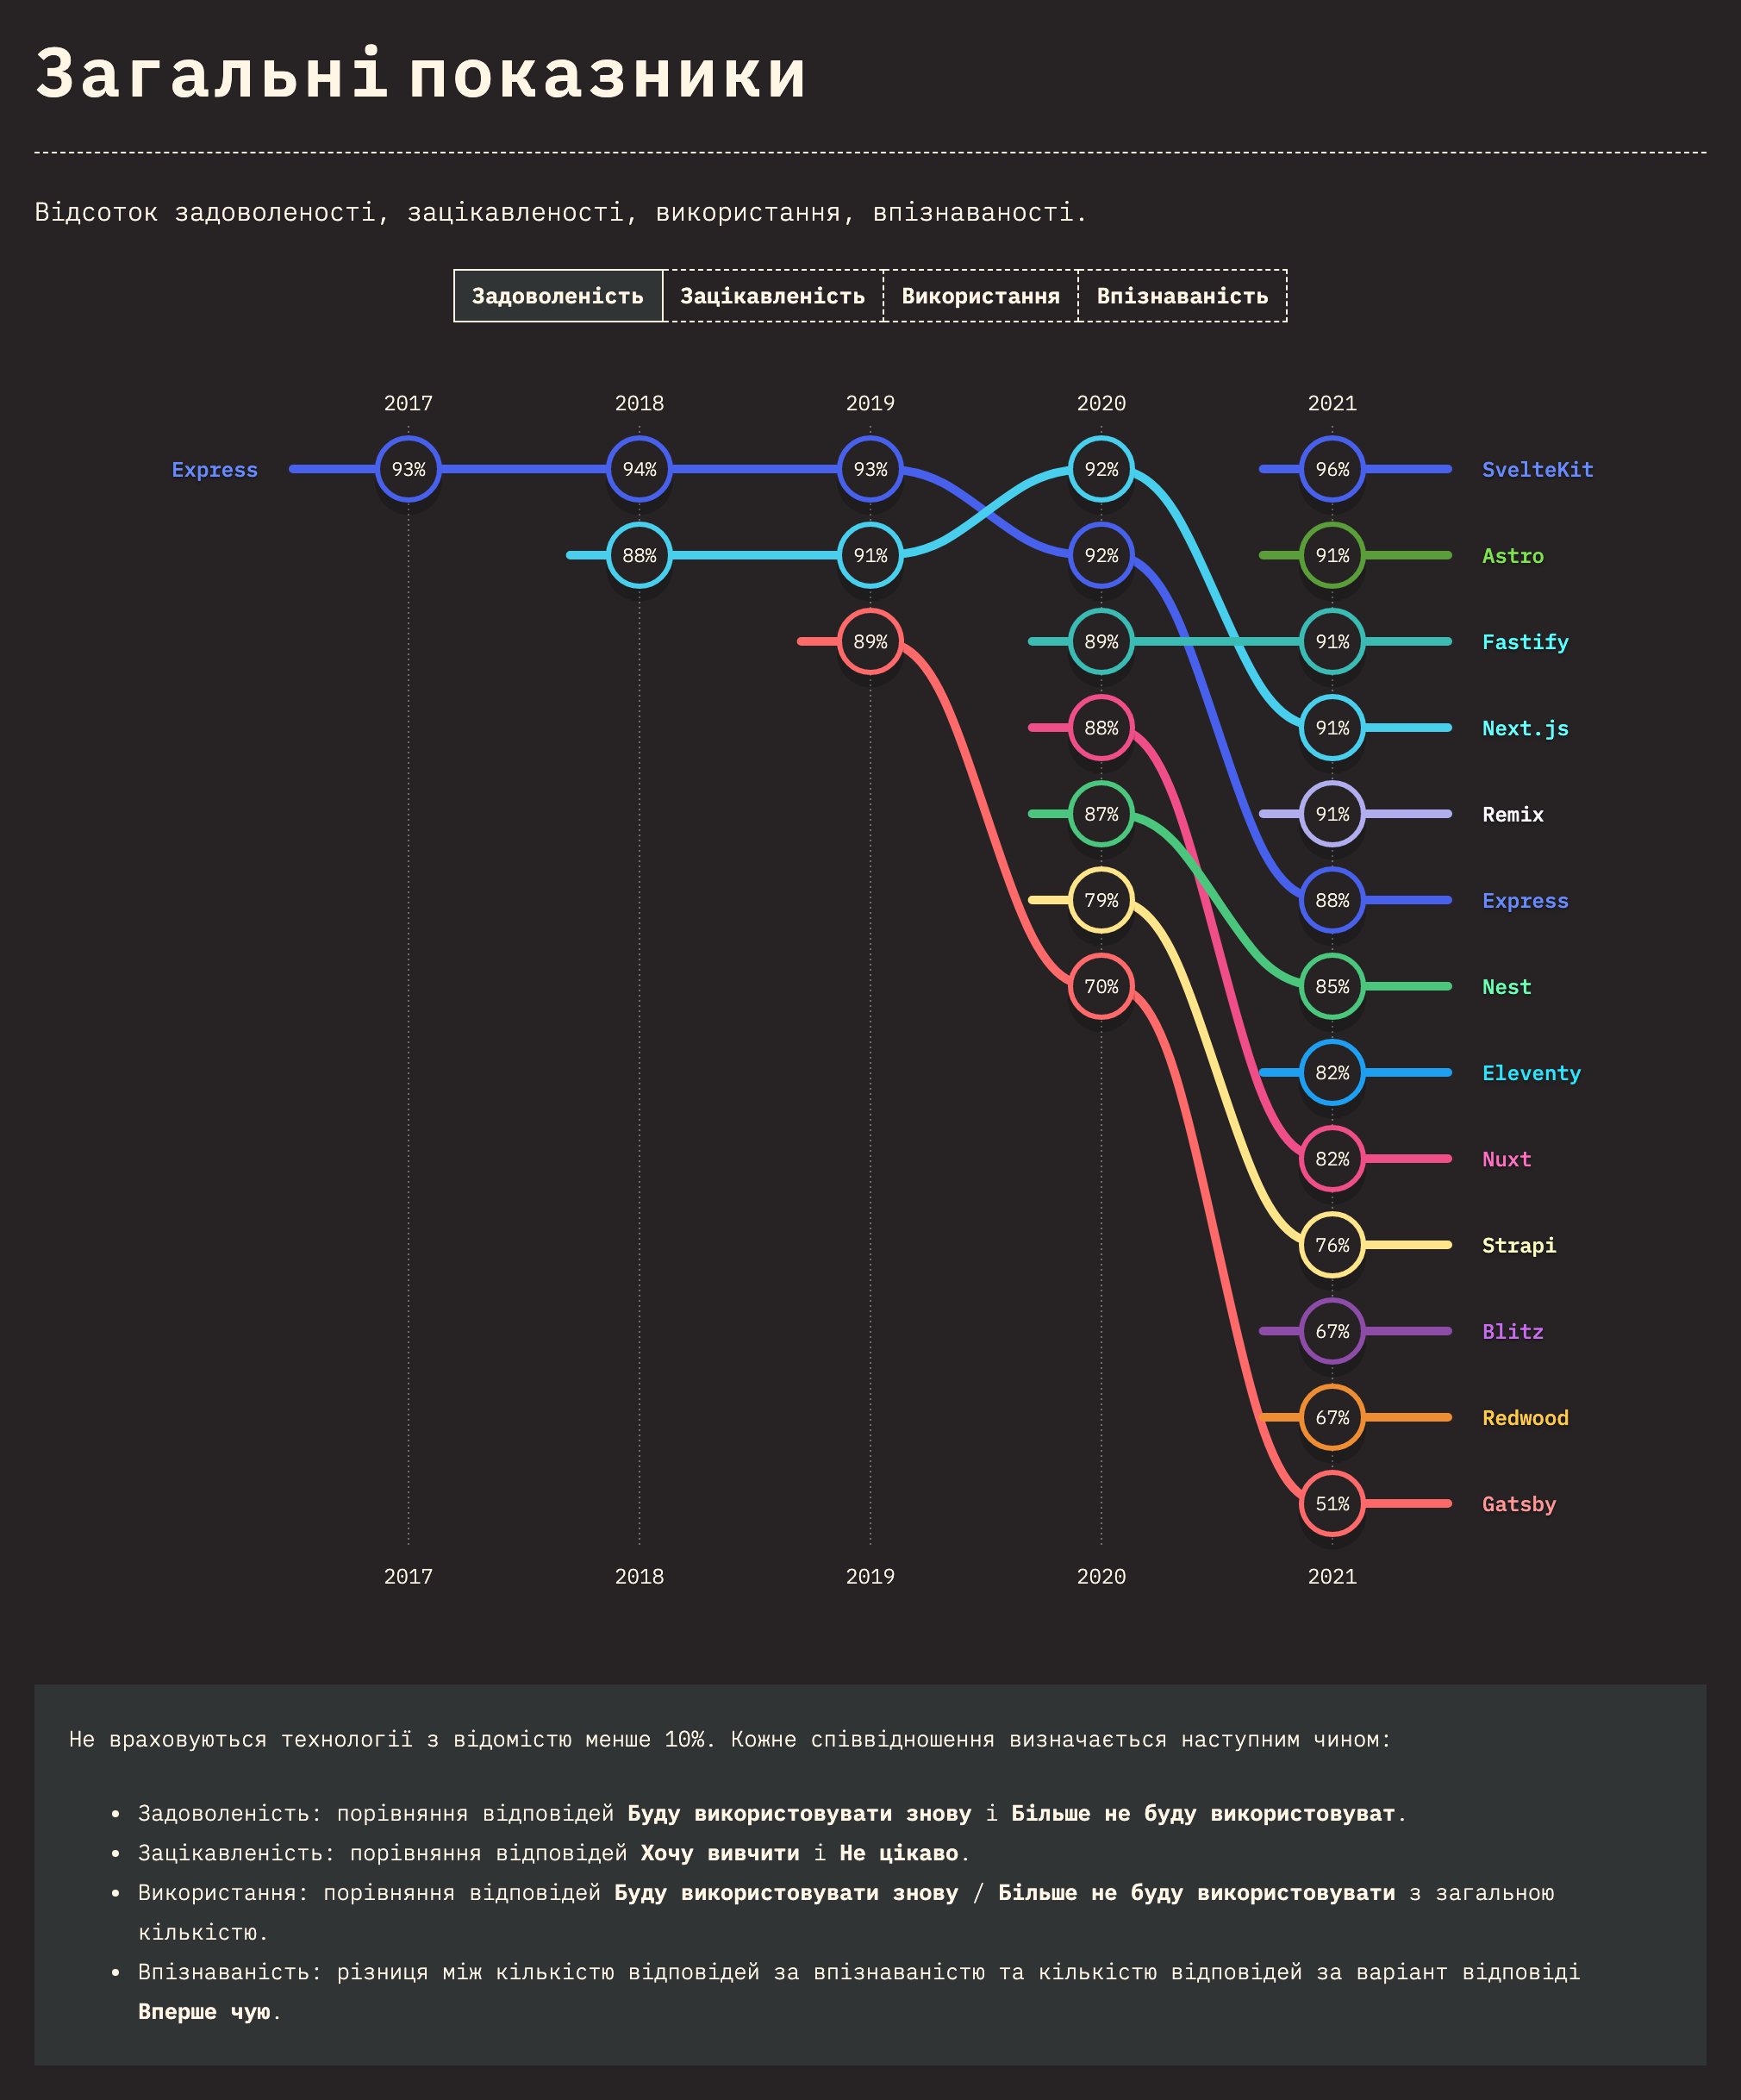 Загальні показники
Відсоток задоволеності, зацікавленості, використання, впізнаваності.
Задоволеність Зацікавленість Використання Впізнаваність
2017 2018 2019 2020 2021
Express 93% 94% 93% 92% 96% SvelteKit
88% 91% 92% 91% Astro
89% 89% 91% Fastify
88% 91% Next.js
87% 91% Remix
79% 88% Express
70% 85% Nest
82% Eleventy
82% Nuxt
76% Strapi
67% Blitz
67% Redwood
51% Gatsby
2017 2018 2019 2020 2021
Не враховуються технології з відомістю менше 10%. Кожне співвідношення визначається наступним чином:
• Задоволеність: порівняння відповідей Буду використовувати знову і Більше не буду використовуват.
• Зацікавленість: порівняння відповідей Хочу вивчити і Не цікаво.
• Використання: порівняння відповідей Буду використовувати знову / Більше не буду використовувати з загальною
кількістю.
• Впізнаваність: різниця між кількістю відповідей за впізнаваністю та кількістю відповідей за варіант відповіді
Вперше чую.